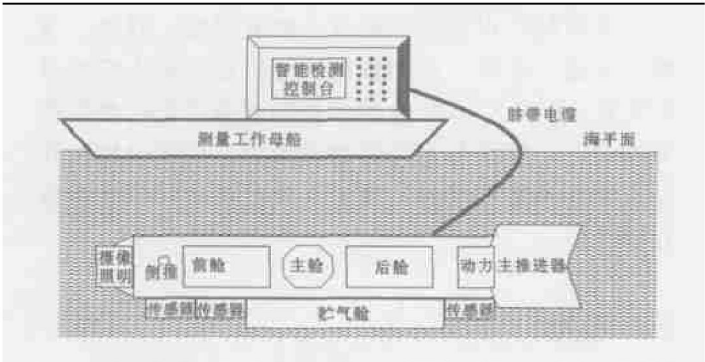 智能检测
控制台
脐带电缆
测量工作母船
海平面
摄像
照明
侧推
前舱
主舱
后舱
动力
主推进器
传感器
传感器
贮气舱
传感器